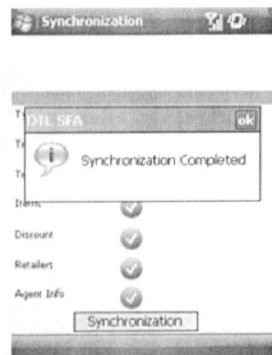 Synchronization
DTL SFA
ok
Synchronization Completed
Items
Discount
Retailers
Agent Info
Synchronization